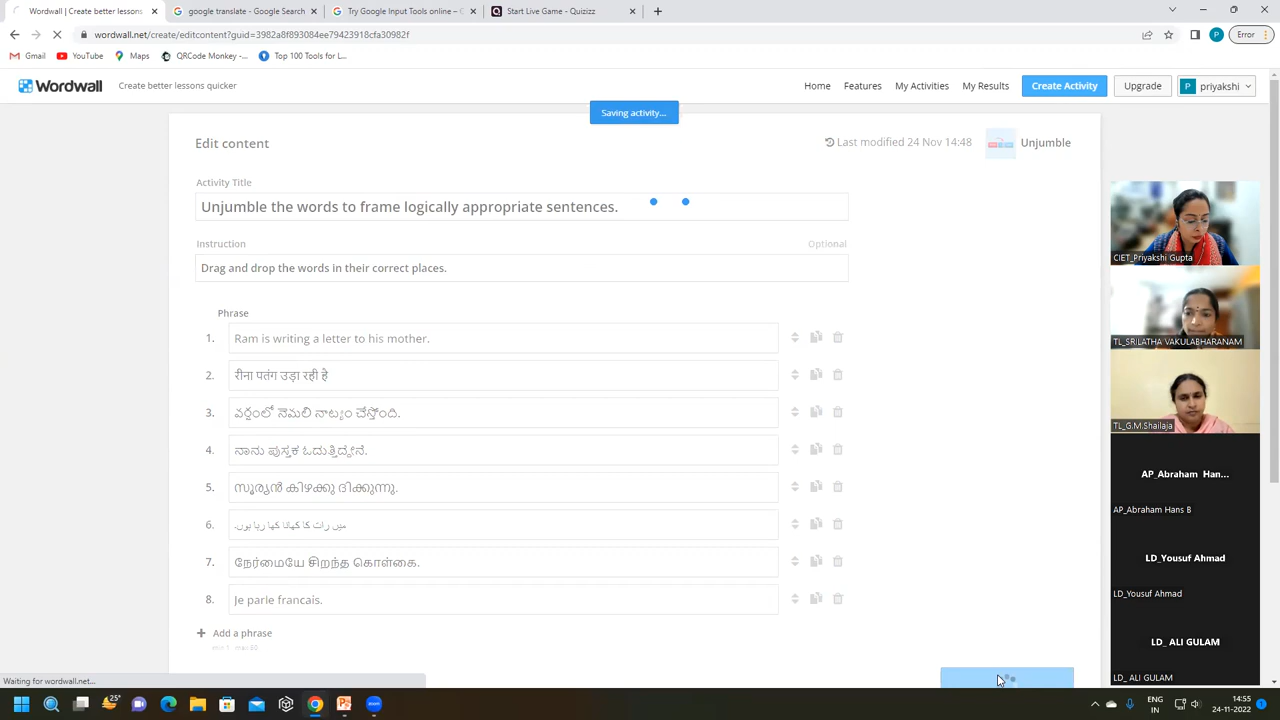 Wordwall | Create better lessons
google translate - Google Search
Try Google Input Tools online – G
Start Live Game - Quizizz
wordwall.net/create/editcontent?guid=3982a8f893084ee79423918cfa30982f
Error
Gmail
YouTube
Maps
QRCode Monkey -...
Top 100 Tools for L...
Wordwall
Create better lessons quicker
Home
Features
My Activities
My Results
Create Activity
Upgrade
P
priyakshi
Saving activity...
Edit content
Last modified 24 Nov 14:48
Unjumble
Activity Title
Unjumble the words to frame logically appropriate sentences.
Instruction
Optional
Drag and drop the words in their correct places.
Phrase
1. Ram is writing a letter to his mother.
2. रीना पतंग उड़ा रही है
3. వర్షంలో నెమలి నాట్యం చేస్తోంది.
4. ನಾನು ಪುಸ್ತಕ ಓದುತ್ತಿದ್ದೇನೆ.
5. സൂര്യൻ കിഴക്കു ദിക്കുന്നു.
6. میں رات کا کھانا کھا رہا ہوں۔
7. நேர்மையே சிறந்த கொள்கை.
8. Je parle francais.
Add a phrase
Waiting for wordwall.net...
CIET_Priyakshi Gupta
TL_SRILATHA VAKULABHARANAM
TL_G.M.Shailaja
AP_Abraham Han...
AP_Abraham Hans B
LD_Yousuf Ahmad
LD_Yousuf Ahmad
LD_ ALI GULAM
LD_ ALI GULAM
25°
ENG
IN
14:55
24-11-2022